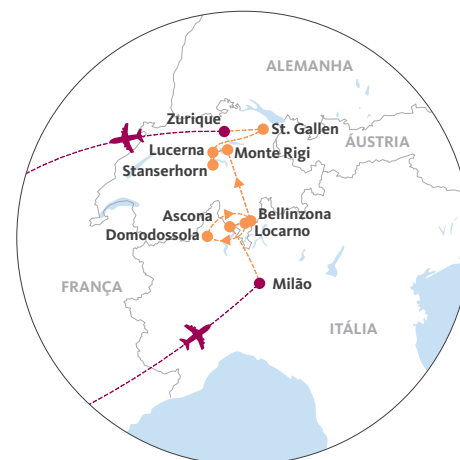 ALEMANHA
Zurique
St. Gallen
ÁUSTRIA
Lucerna
Monte Rigi
Stanserhorn
Ascona
Bellinzona
Domodossola
Locarno
FRANÇA
Milão
ITÁLIA